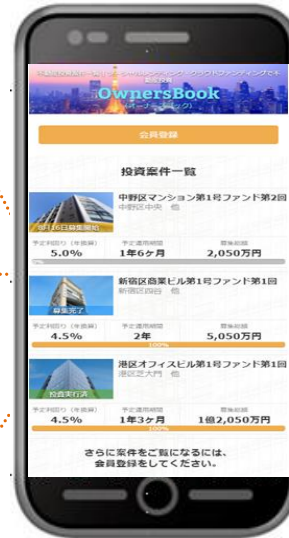 OwnersBook
(オーナーズブック)
会員登録
投資案件一覧
中野区マンション第1号ファンド第2回
中野区中央 他
8月16日募集開始
予定利回り（年換算） 予定運用期間 募集総額
5.0% 1年6ヶ月 2,050万円
新宿区商業ビル第1号ファンド第1回
新宿区四谷 他
募集完了
予定利回り（年換算） 予定運用期間 募集総額
4.5% 2年 5,050万円
100%
港区オフィスビル第1号ファンド第1回
港区芝大門 他
投資実行済
予定利回り（年換算） 予定運用期間 募集総額
4.5% 1年3ヶ月 1億2,050万円
100%
さらに案件をご覧になるには、
会員登録をしてください。